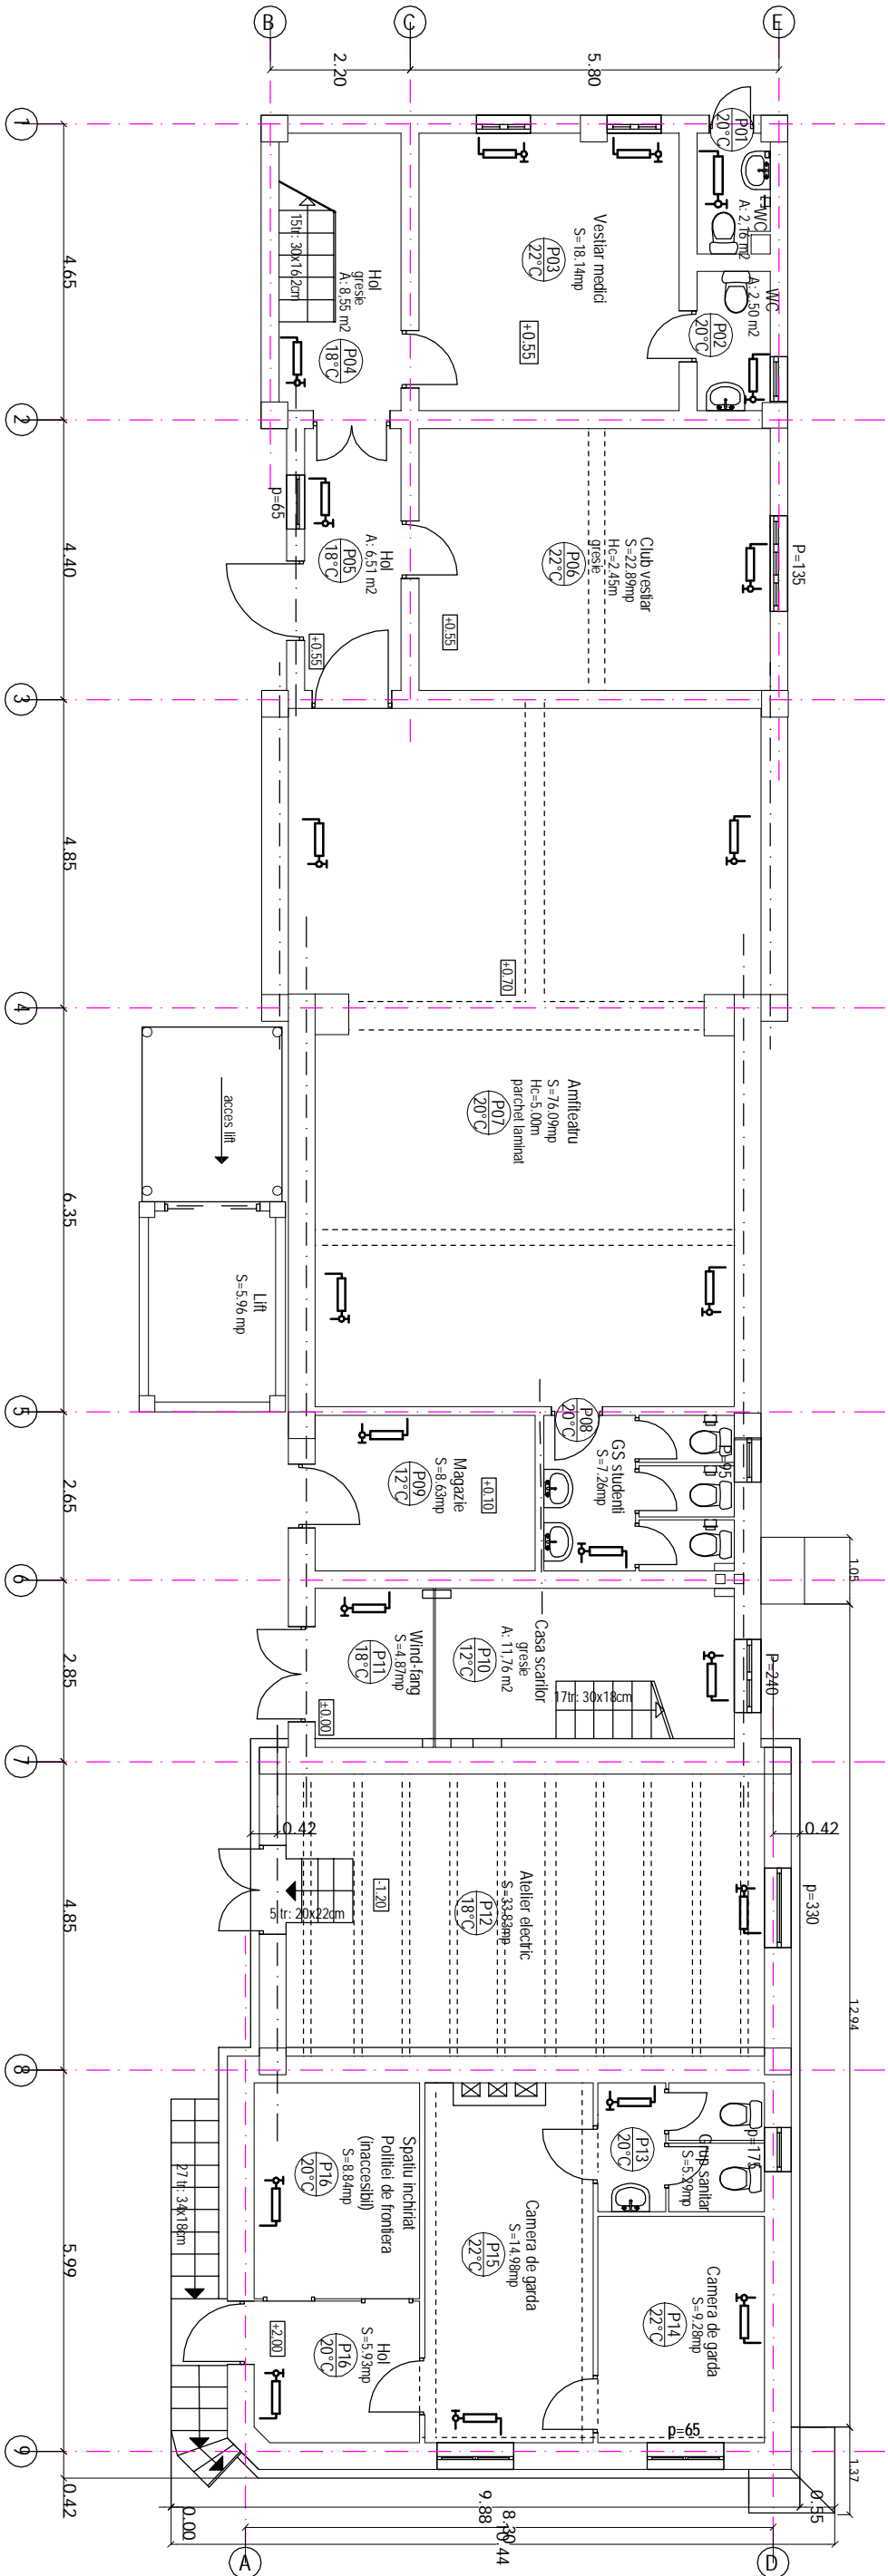 B
C
E
2.20
5.80
1
2
3
4
5
6
7
8
9
4.65
4.40
4.85
6.35
2.65
2.85
4.85
5.99
0.42
P01
20°C
WC
A: 2,16 m2
WC
A: 2,50 m2
P02
20°C
Vestiar medici
S=18.14mp
P03
22°C
+0.55
15tr: 30x16,2cm
Hol
gresie
A: 8,55 m2
P04
18°C
p=65
Hol
A: 6,51 m2
P05
18°C
+0.55
+0.55
Club vestiar
S=22.89mp
Hc=2.45m
gresie
P06
22°C
P=135
+0.70
Amfiteatru
S=76.09mp
Hc=5.00m
parchet laminat
P07
20°C
acces lift
Lift
S=5.96 mp
P08
20°C
GS studenti
S=7.26mp
P=95
Magazie
S=8.63mp
P09
12°C
+0.10
1.05
Casa scarilor
gresie
A: 11,76 m2
P10
12°C
17tr: 30x18cm
P=240
Wind-fang
S=4.87mp
P11
18°C
±0.00
0.42
0.42
Atelier electric
S=33.83mp
P12
18°C
-1.20
5 tr: 20x22cm
p=330
12.94
Grup sanitar
S=5.29mp
P13
20°C
p=175
Camera de garda
S=9.28mp
P14
22°C
p=65
Camera de garda
S=14.98mp
P15
22°C
Spatiu inchiriat
Politiei de frontiera
(inaccesibil)
S=8.84mp
P16
20°C
27 tr: 34x18cm
Hol
S=5.93mp
P16
20°C
+2.00
1.37
0.55
9.88
0.00
A
D